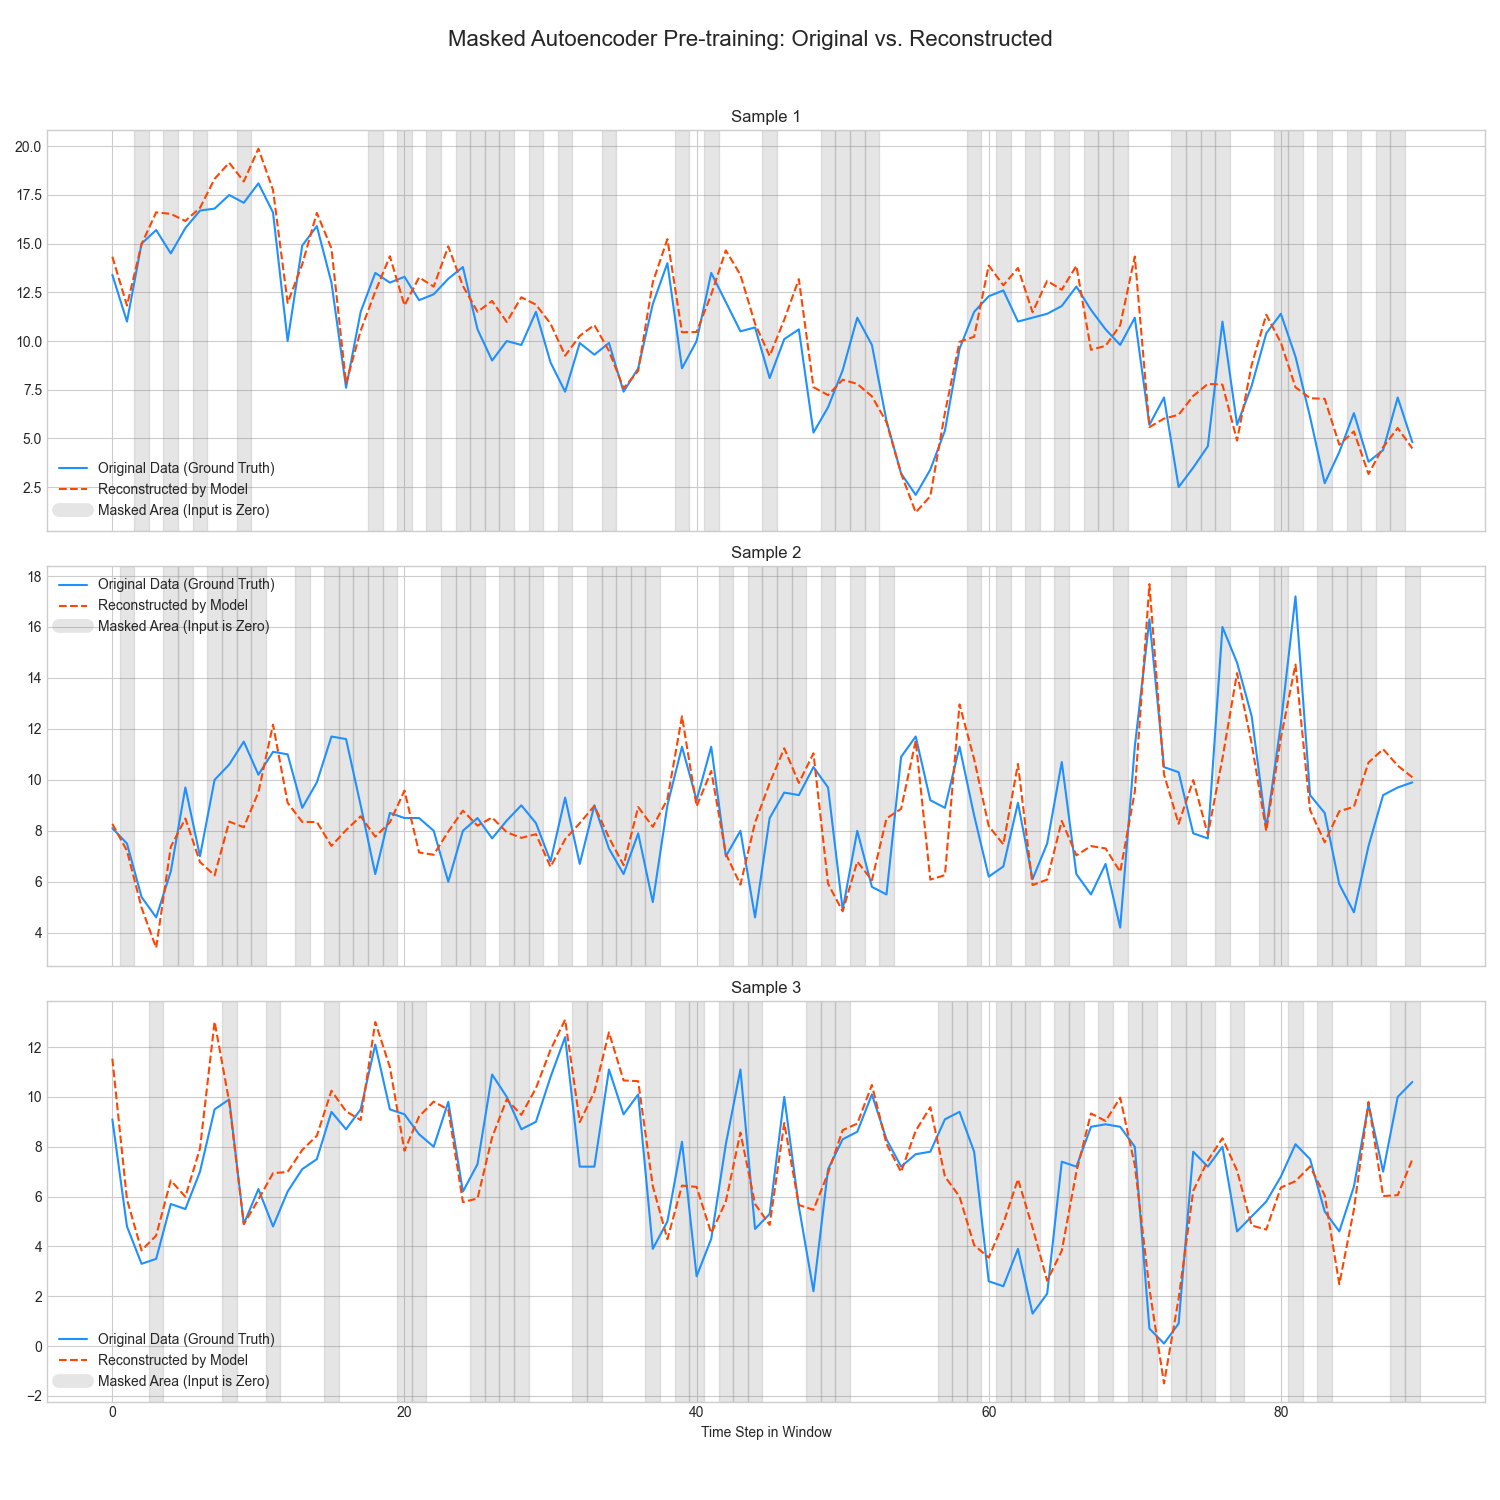 Masked Autoencoder Pre-training: Original vs. Reconstructed
Sample 1
20.0
17.5
15.0
12.5
10.0
7.5
5.0
2.5
Original Data (Ground Truth)
Reconstructed by Model
Masked Area (Input is Zero)
Sample 2
18
16
14
12
10
8
6
4
Original Data (Ground Truth)
Reconstructed by Model
Masked Area (Input is Zero)
Sample 3
12
10
8
6
4
2
0
−2
Original Data (Ground Truth)
Reconstructed by Model
Masked Area (Input is Zero)
0 20 40 60 80
Time Step in Window